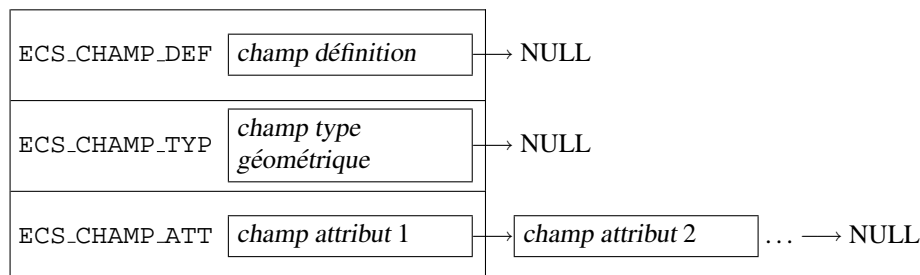 ECS_CHAMP_DEF champ définition NULL
ECS_CHAMP_TYP champ type
géométrique NULL
ECS_CHAMP_ATT champ attribut 1 champ attribut 2 ... NULL